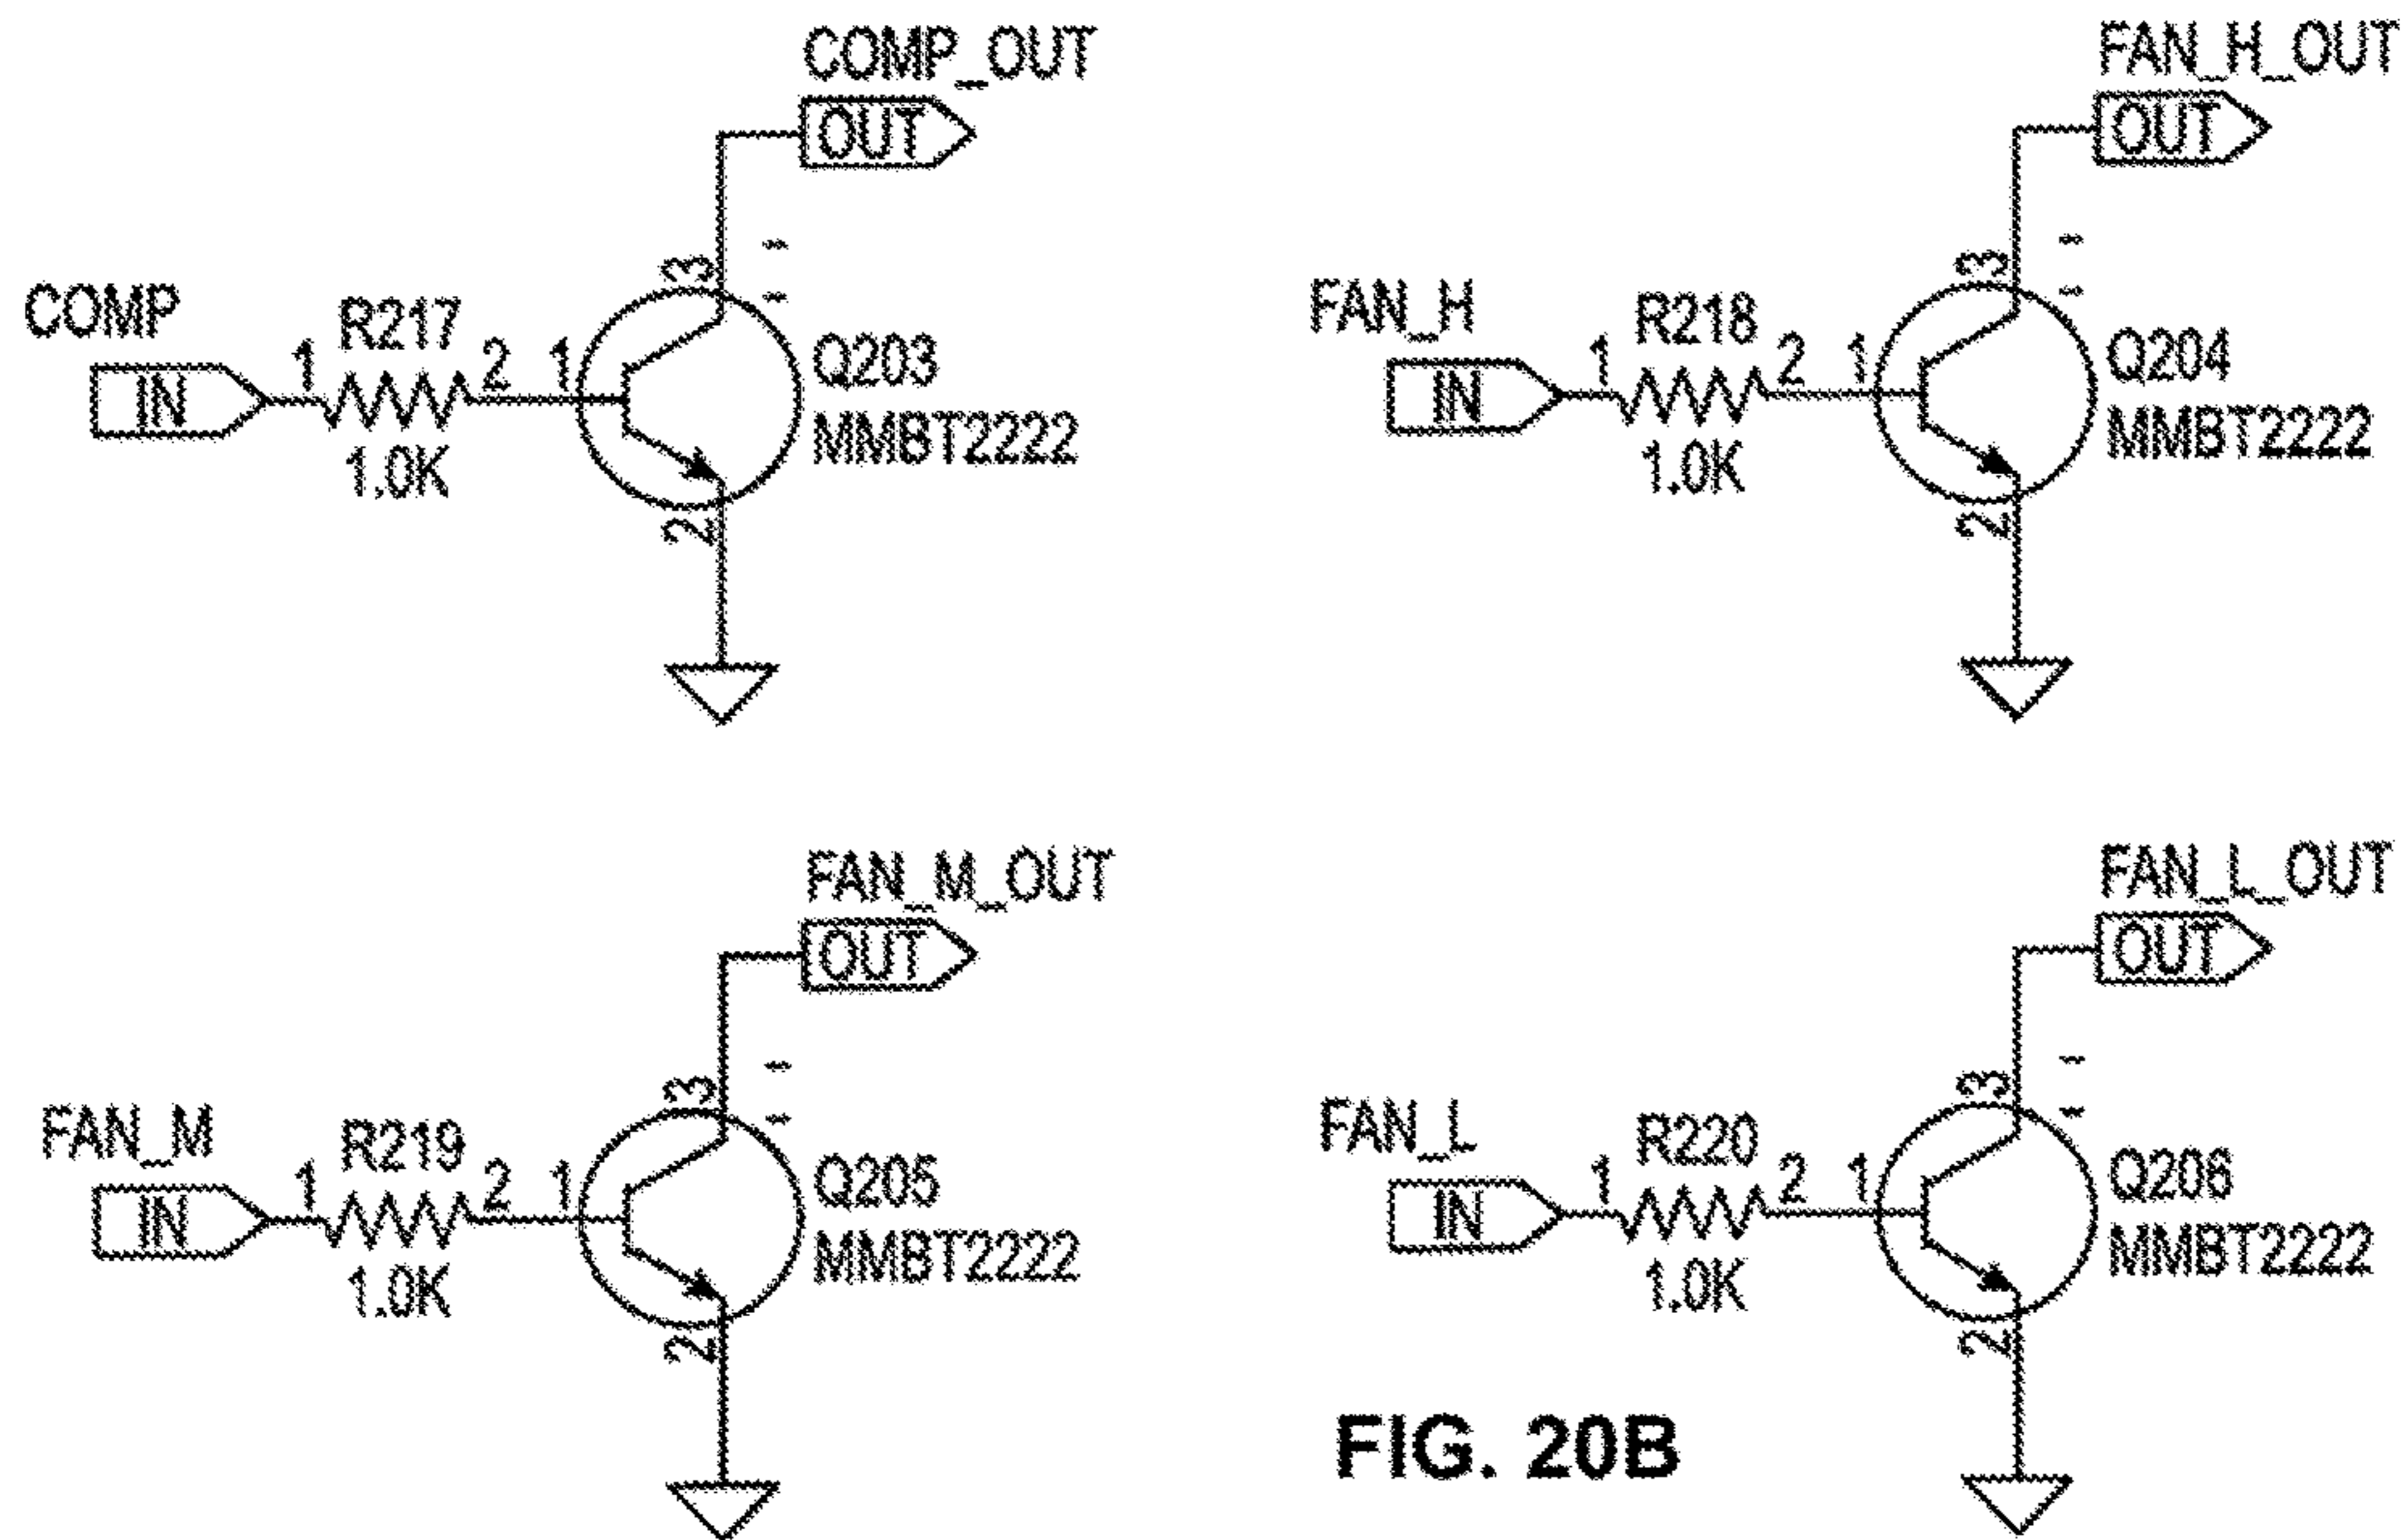 COMP_OUT
OUT
3
COMP
IN
1
R217
2
1.0K
1
Q203
MMBT2222
2
FAN_H_OUT
OUT
3
FAN_H
IN
1
R218
2
1.0K
1
Q204
MMBT2222
2
FAN_M_OUT
OUT
3
FAN_M
IN
1
R219
2
1.0K
1
Q205
MMBT2222
2
FAN_L_OUT
OUT
3
FAN_L
IN
1
R220
2
1.0K
1
Q206
MMBT2222
2
FIG. 20B